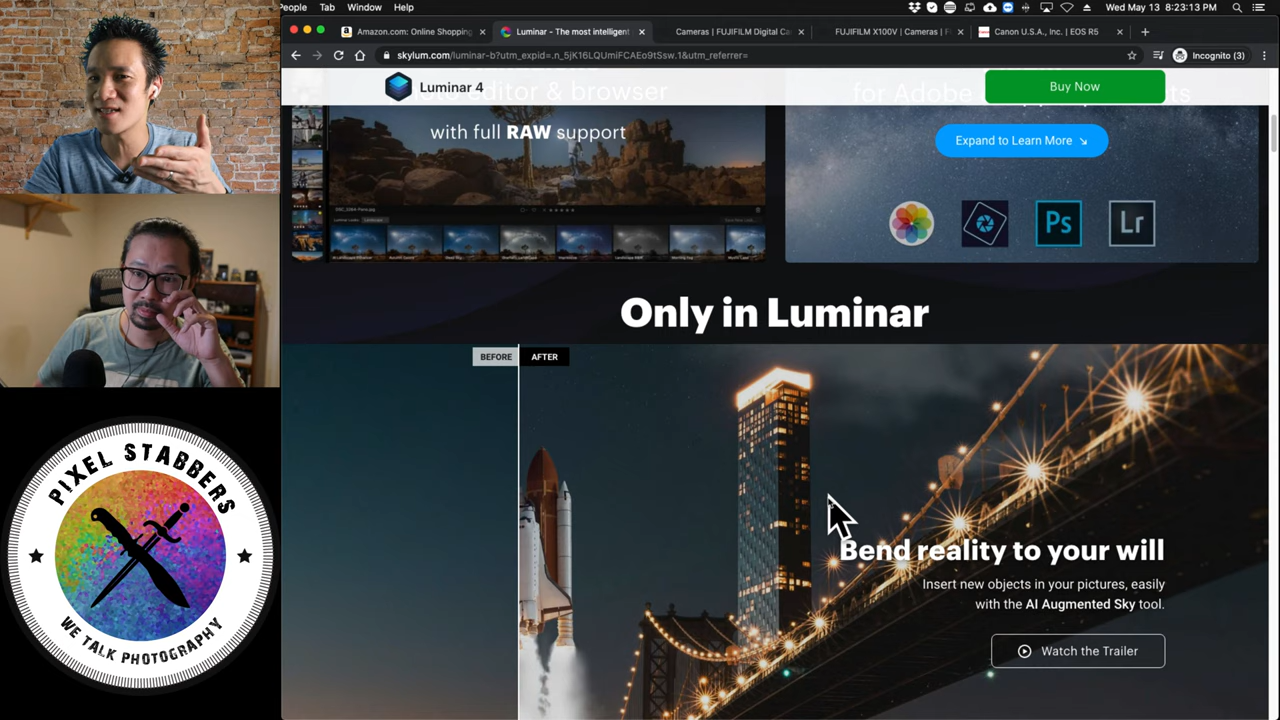 People Tab Window Help
Wed May 13 8:23:13 PM
Amazon.com: Online Shopping
Luminar - The most intelligent
Cameras | FUJIFILM Digital Ca
FUJIFILM X100V | Cameras | F
Canon U.S.A., Inc. | EOS R5
skylum.com/luminar-b?utm_expid=.n_5jK16LQUmiFCAEo9tSsw.1&utm_referrer=
Incognito (3)
Luminar 4
Buy Now
editor & browser
with full RAW support
for Adobe
Expand to Learn More
Ps
Lr
Only in Luminar
BEFORE
AFTER
Bend reality to your will
Insert new objects in your pictures, easily
with the AI Augmented Sky tool.
Watch the Trailer
PIXEL STABBERS
WE TALK PHOTOGRAPHY